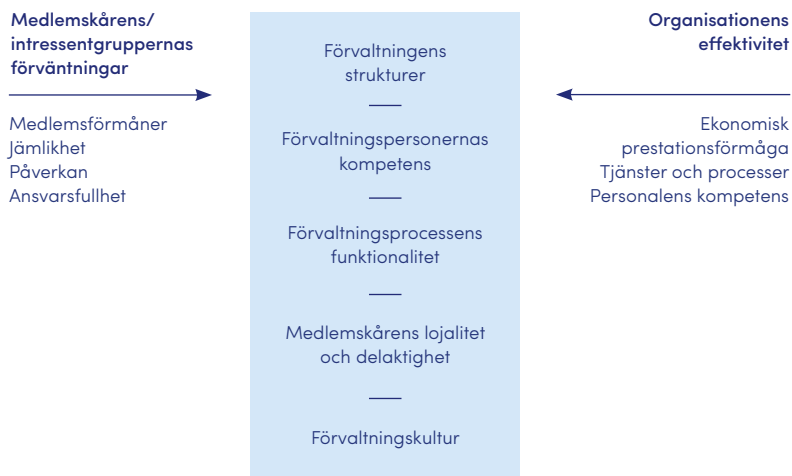 Medlemskårens/
intressentgruppernas
förväntningar
Medlemsförmåner
Jämlikhet
Påverkan
Ansvarsfullhet
Förvaltningens
strukturer
Förvaltningspersonernas
kompetens
Förvaltningsprocessens
funktionalitet
Medlemskårens lojalitet
och delaktighet
Förvaltningskultur
Organisationens
effektivitet
Ekonomisk
prestationsförmåga
Tjänster och processer
Personalens kompetens